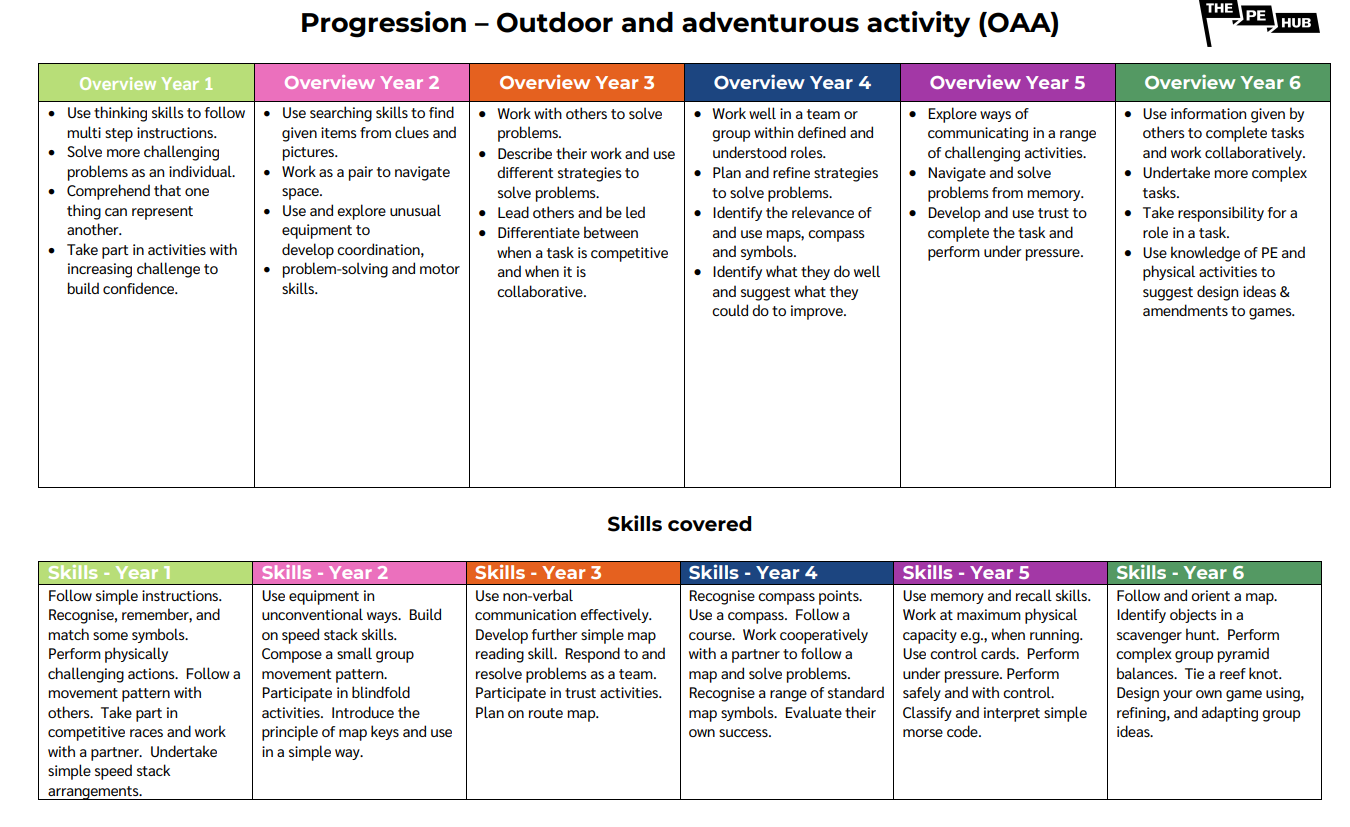 Progression – Outdoor and adventurous activity (OAA)
THE PE HUB
Overview Year 1
• Use thinking skills to follow
multi step instructions.
• Solve more challenging
problems as an individual.
• Comprehend that one
thing can represent
another.
• Take part in activities with
increasing challenge to
build confidence.
Overview Year 2
• Use searching skills to find
given items from clues and
pictures.
• Work as a pair to navigate
space.
• Use and explore unusual
equipment to
develop coordination,
• problem-solving and motor
skills.
Overview Year 3
• Work with others to solve
problems.
• Describe their work and use
different strategies to
solve problems.
• Lead others and be led
• Differentiate between
when a task is competitive
and when it is
collaborative.
Overview Year 4
• Work well in a team or
group within defined and
understood roles.
• Plan and refine strategies
to solve problems.
• Identify the relevance of
and use maps, compass
and symbols.
• Identify what they do well
and suggest what they
could do to improve.
Overview Year 5
• Explore ways of
communicating in a range
of challenging activities.
• Navigate and solve
problems from memory.
• Develop and use trust to
complete the task and
perform under pressure.
Overview Year 6
• Use information given by
others to complete tasks
and work collaboratively.
• Undertake more complex
tasks.
• Take responsibility for a
role in a task.
• Use knowledge of PE and
physical activities to
suggest design ideas &
amendments to games.
Skills covered
Skills - Year 1
Follow simple instructions.
Recognise, remember, and
match some symbols.
Perform physically
challenging actions. Follow a
movement pattern with
others. Take part in
competitive races and work
with a partner. Undertake
simple speed stack
arrangements.
Skills - Year 2
Use equipment in
unconventional ways. Build
on speed stack skills.
Compose a small group
movement pattern.
Participate in blindfold
activities. Introduce the
principle of map keys and use
in a simple way.
Skills - Year 3
Use non-verbal
communication effectively.
Develop further simple map
reading skill. Respond to and
resolve problems as a team.
Participate in trust activities.
Plan on route map.
Skills - Year 4
Recognise compass points.
Use a compass. Follow a
course. Work cooperatively
with a partner to follow a
map and solve problems.
Recognise a range of standard
map symbols. Evaluate their
own success.
Skills - Year 5
Use memory and recall skills.
Work at maximum physical
capacity e.g., when running.
Use control cards. Perform
under pressure. Perform
safely and with control.
Classify and interpret simple
morse code.
Skills - Year 6
Follow and orient a map.
Identify objects in a
scavenger hunt. Perform
complex group pyramid
balances. Tie a reef knot.
Design your own game using,
refining, and adapting group
ideas.